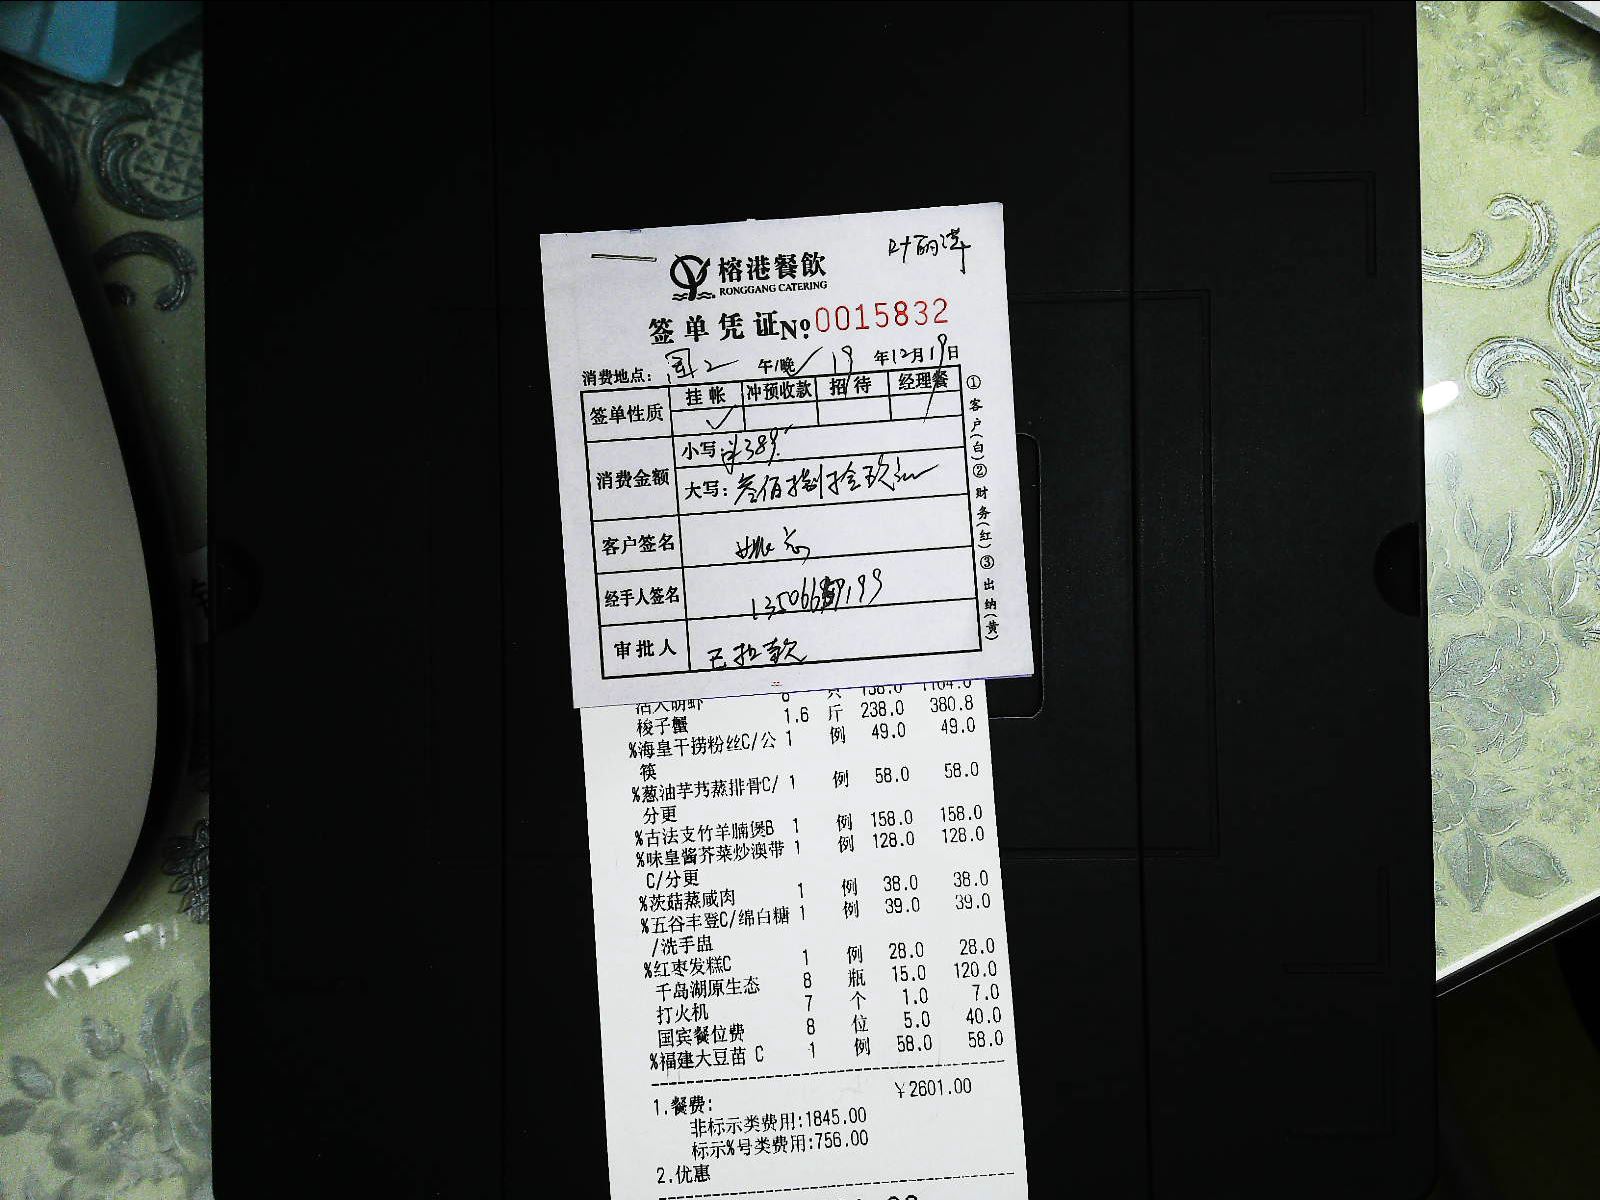 叶丽萍
榕港餐飲
RONGGANG CATERING
签单凭证No:0015832
消费地点: 国2 午/晚✓ 19年12月19日
签单性质 挂帐 冲预收款 招待 经理餐
✓
消费金额 小写 ¥389.
大写: 叁佰捌拾玖元
客户签名 姚志
经手人签名
审批人 已拉款
①客户(白)②财务(红)③出纳(黄)
8 只 138.0 1104.0
梭子蟹 1.6 斤 238.0 380.8
%海皇干捞粉丝C/公 1 例 49.0 49.0
筷
%葱油芋艿蒸排骨C/ 1 例 58.0 58.0
分更
%古法支竹羊腩煲B 1 例 158.0 158.0
%味皇酱芥菜炒澳带 1 例 128.0 128.0
C/分更
%茨菇蒸咸肉 1 例 38.0 38.0
%五谷丰登C/绵白糖 1 例 39.0 39.0
/洗手盅
%红枣发糕C 1 例 28.0 28.0
千岛湖原生态 8 瓶 15.0 120.0
打火机 7 个 1.0 7.0
国宾餐位费 8 位 5.0 40.0
%福建大豆苗 C 1 例 58.0 58.0
1.餐费: ¥2601.00
非标示类费用:1845.00
标示%号类费用:756.00
2.优惠